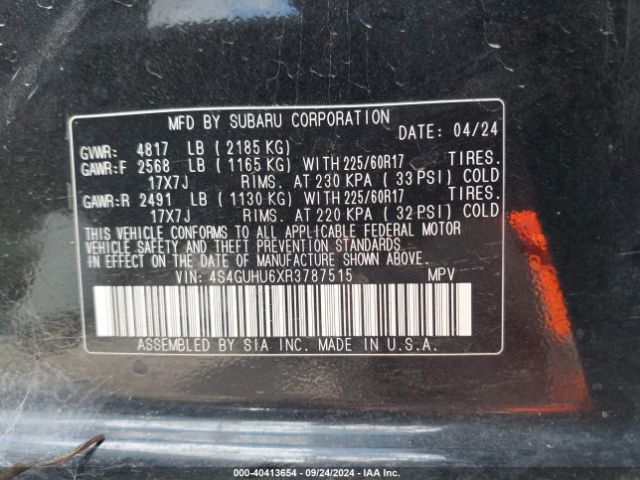 MFD BY SUBARU CORPORATION
DATE: 04/24
GVWR: 4817 LB ( 2185 KG)
GAWR:F 2568 LB ( 1165 KG) WITH 225/60R17 TIRES.
17X7J RIMS. AT 230 KPA ( 33 PSI) COLD
GAWR:R 2491 LB ( 1130 KG) WITH 225/60R17 TIRES.
17X7J RIMS. AT 220 KPA ( 32 PSI) COLD
THIS VEHICLE CONFORMS TO ALL APPLICABLE FEDERAL MOTOR
VEHICLE SAFETY AND THEFT PREVENTION STANDARDS
IN EFFECT ON THE DATE OF MANUFACTURE SHOWN ABOVE.
VIN: 4S4GUHU6XR3787515 MPV
ASSEMBLED BY SIA INC. MADE IN U.S.A.
000-40413654 - 09/24/2024 - IAA Inc.